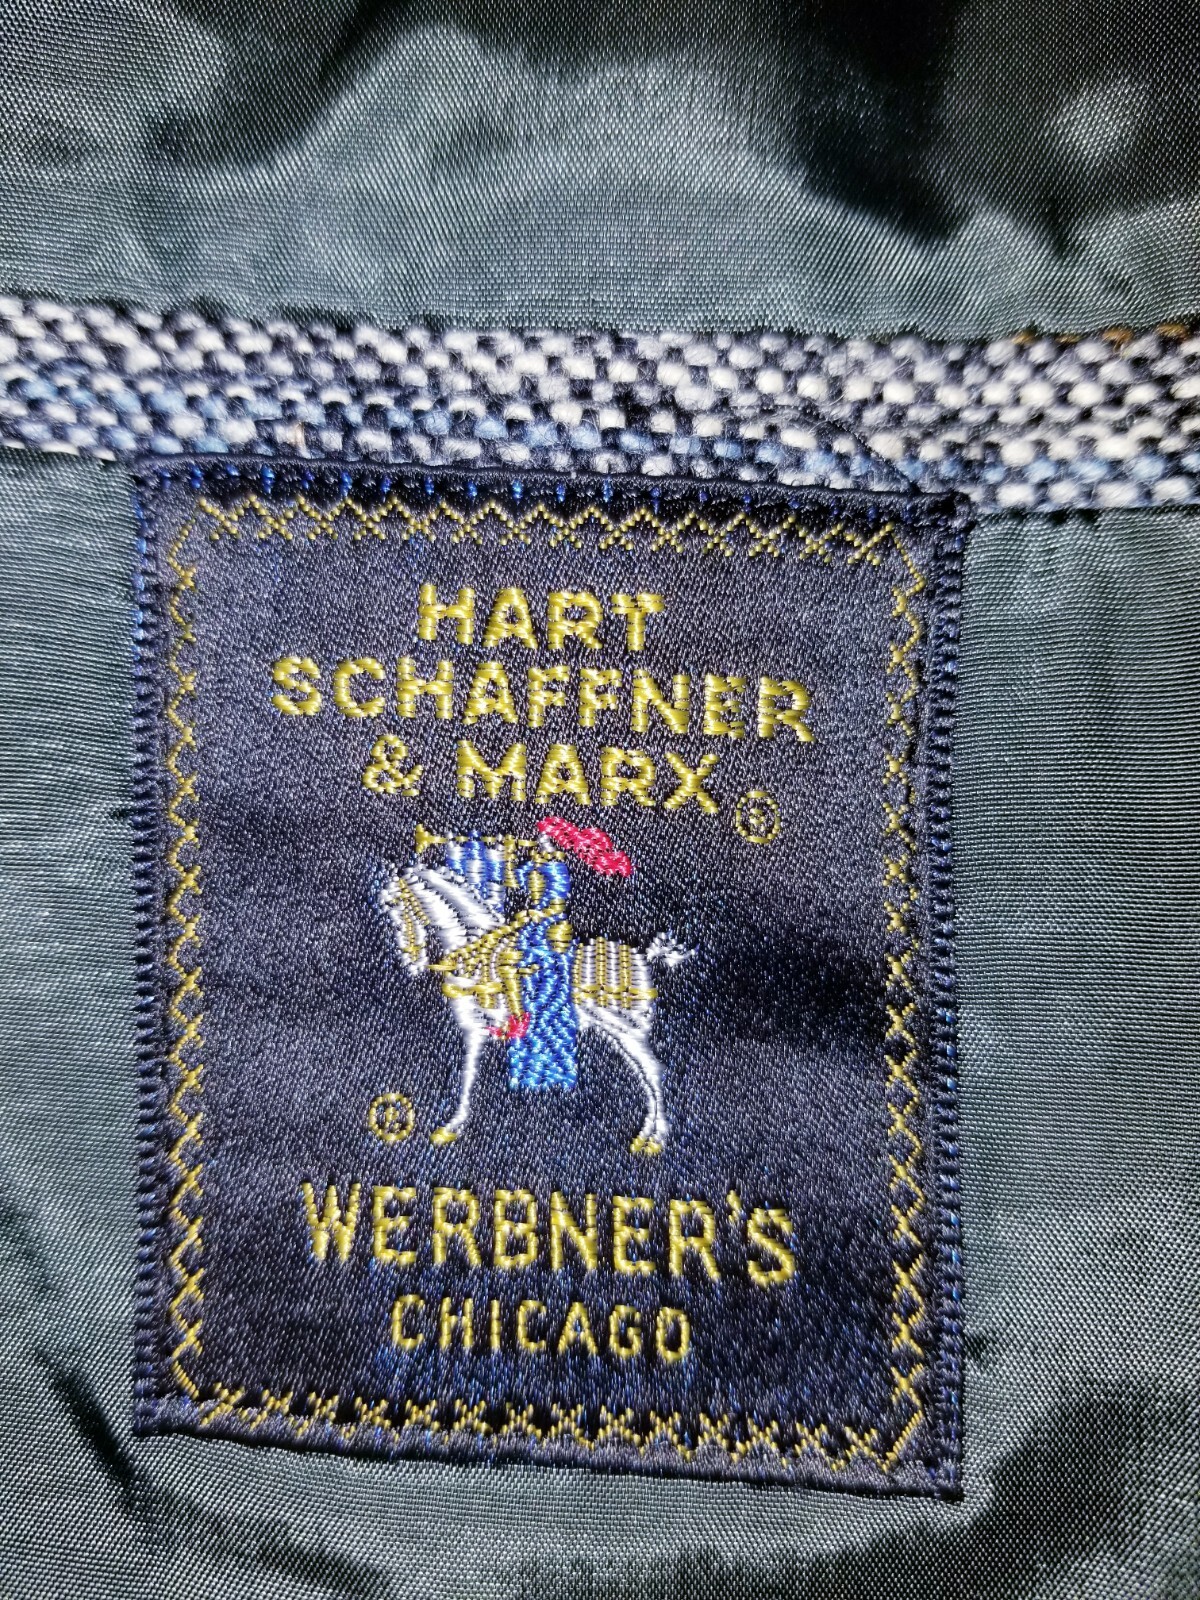 HART
SCHAFFNER
& MARX ®
®
WERBNER'S
CHICAGO